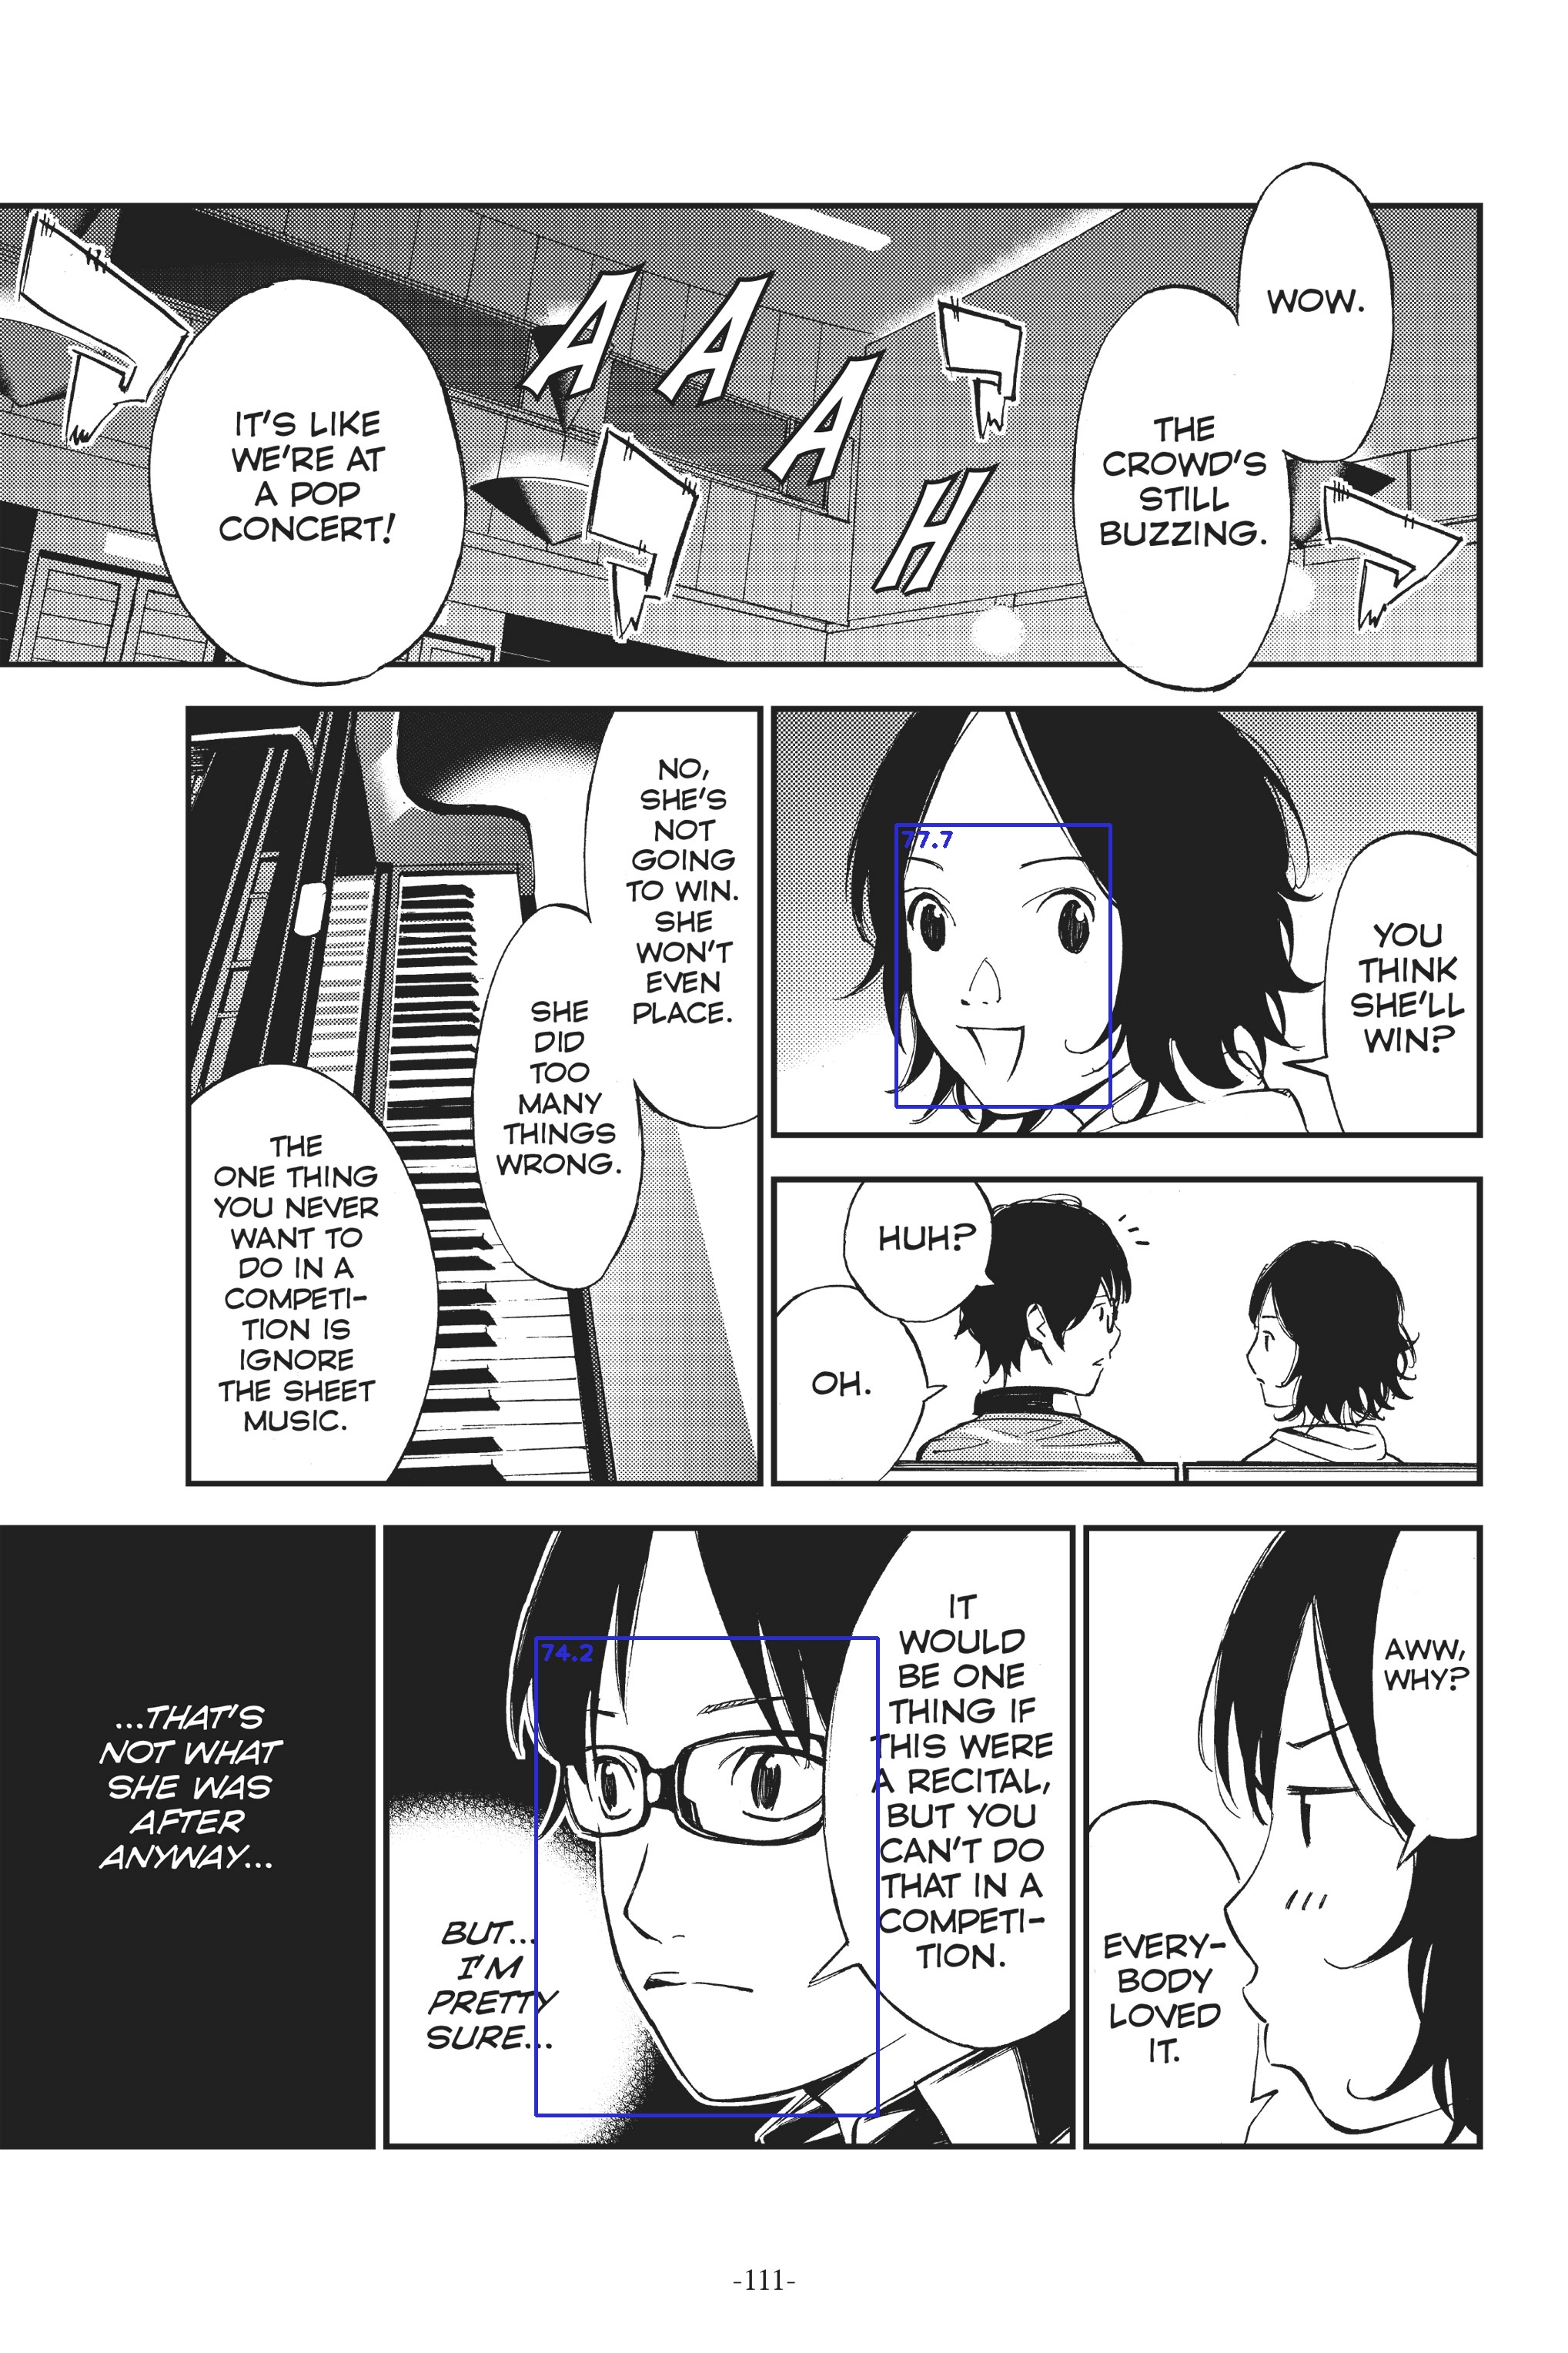 WOW.
THE
CROWD'S
STILL
BUZZING.
AAAH
IT'S LIKE
WE'RE AT
A POP
CONCERT!
77.7
YOU
THINK
SHE'LL
WIN?
HUH?
OH.
NO,
SHE'S
NOT
GOING
TO WIN.
SHE
WON'T
EVEN
PLACE.
SHE
DID
TOO
MANY
THINGS
WRONG.
THE
ONE THING
YOU NEVER
WANT TO
DO IN A
COMPETI-
TION IS
IGNORE
THE SHEET
MUSIC.
AWW,
WHY?
EVERY-
BODY
LOVED
IT.
74.2
IT
WOULD
BE ONE
THING IF
THIS WERE
A RECITAL,
BUT YOU
CAN'T DO
THAT IN A
COMPETI-
TION.
BUT...
I'M
PRETTY
SURE...
...THAT'S
NOT WHAT
SHE WAS
AFTER
ANYWAY...
-111-